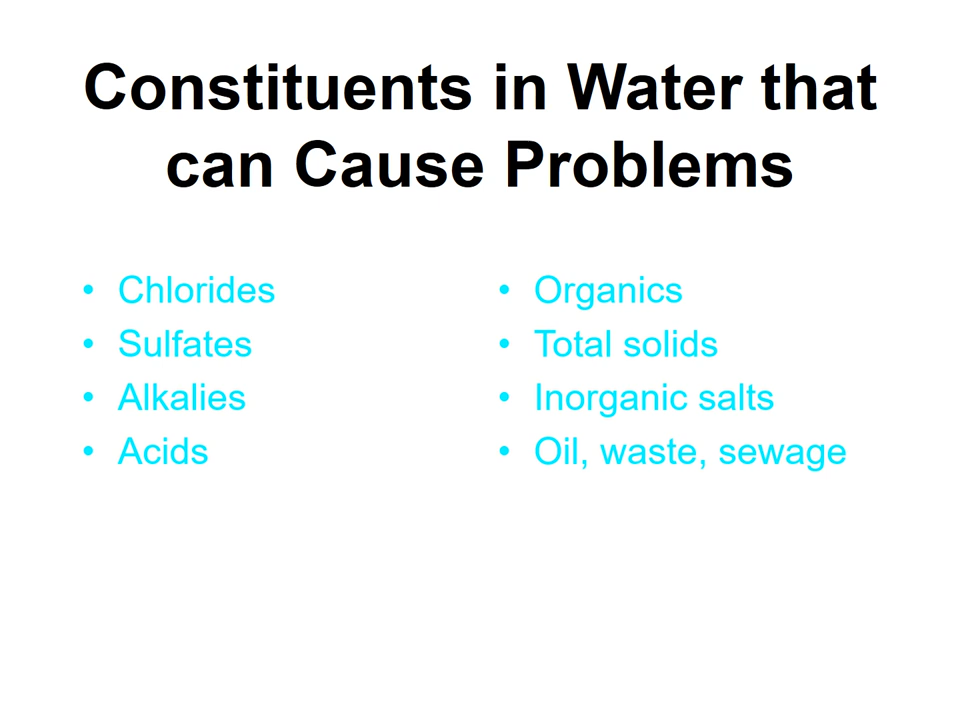 Constituents in Water that
can Cause Problems
• Chlorides
• Sulfates
• Alkalies
• Acids
• Organics
• Total solids
• Inorganic salts
• Oil, waste, sewage